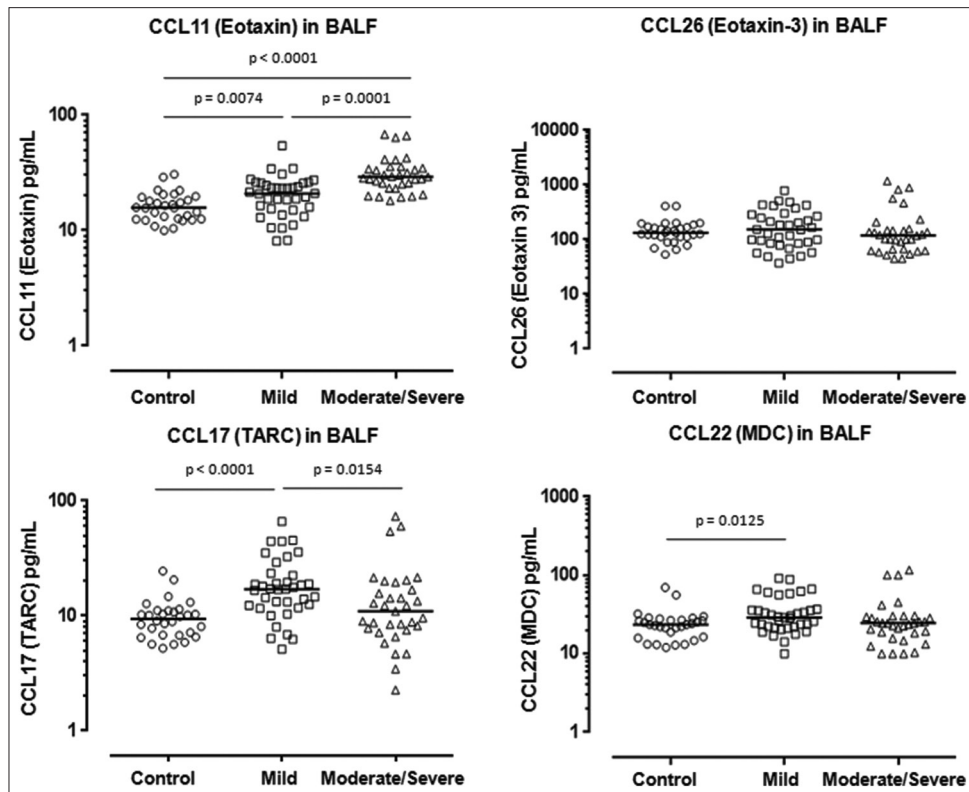 CCL11 (Eotaxin) in BALF
p < 0.0001
p = 0.0074
p = 0.0001
CCL11 (Eotaxin) pg/mL
100
10
1
Control
Mild
Moderate/Severe
CCL26 (Eotaxin-3) in BALF
CCL26 (Eotaxin 3) pg/mL
10000
1000
100
10
1
Control
Mild
Moderate/Severe
CCL17 (TARC) in BALF
p < 0.0001
p = 0.0154
CCL17 (TARC) pg/mL
100
10
1
Control
Mild
Moderate/Severe
CCL22 (MDC) in BALF
p = 0.0125
CCL22 (MDC) pg/mL
1000
100
10
1
Control
Mild
Moderate/Severe